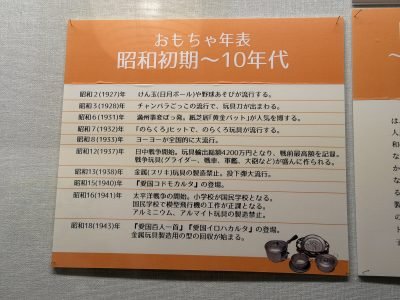 おもちゃ年表
昭和初期～10年代
昭和2(1927)年 けん玉(日月ボール)や野球あそびが流行する。
昭和3(1928)年 チャンバラごっこの流行で、玩具刀が出まわる。
昭和6(1931)年 満州事変ぼっ発。紙芝居「黄金バット」が人気を博する。
昭和7(1932)年 「のらくろ」ヒットで、のらくろ玩具が流行する。
昭和8(1933)年 ヨーヨーが全国的に大流行。
昭和12(1937)年 日中戦争開始。玩具輸出総額4200万円となり、戦前最高額を記録。
戦争玩具(グライダー、戦車、軍艦、大砲など)が盛んに作られる。
昭和13(1938)年 金属(ブリキ)玩具の製造禁止。投下弾大流行。
昭和15(1940)年 『愛国コドモカルタ』の登場。
昭和16(1941)年 太平洋戦争の開始。小学校が国民学校となる。
国民学校で模型飛行機の工作が正課となる。
アルミニウム、アルマイト玩具の製造禁止。
昭和18(1943)年 『愛国百人一首』『愛国イロハカルタ』の登場。
金属玩具製造用の型の回収が始まる。